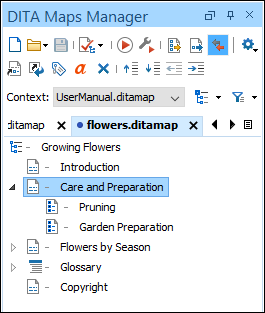 DITA Maps Manager
Context: UserManual.ditamap
ditamap flowers.ditamap
Growing Flowers
Introduction
Care and Preparation
Pruning
Garden Preparation
Flowers by Season
Glossary
Copyright